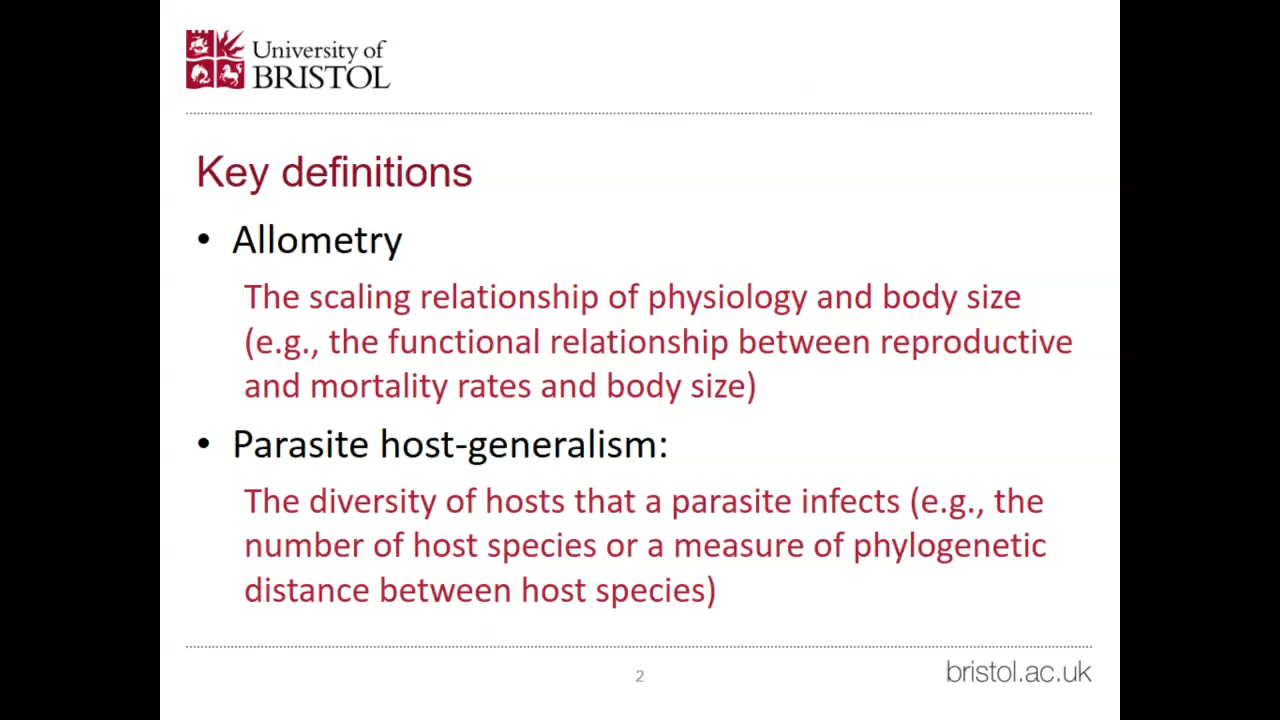 University of
BRISTOL
Key definitions
• Allometry
The scaling relationship of physiology and body size
(e.g., the functional relationship between reproductive
and mortality rates and body size)
• Parasite host-generalism:
The diversity of hosts that a parasite infects (e.g., the
number of host species or a measure of phylogenetic
distance between host species)
2
bristol.ac.uk